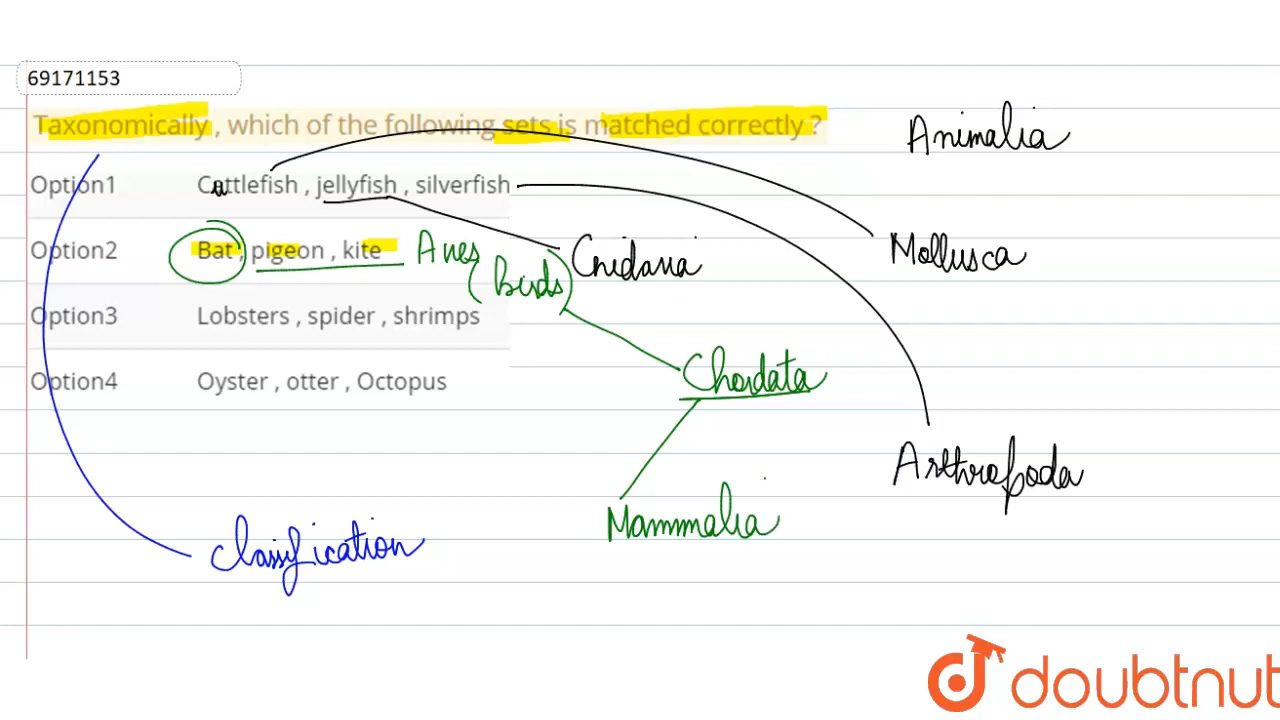 69171153
Taxonomically , which of the following sets is matched correctly ?
Animalia
Option1 Cuttlefish , jellyfish , silverfish
Option2 Bat , pigeon , kite
Aves
(Birds)
Cnidaria
Mollusca
Option3 Lobsters , spider , shrimps
Chordata
Option4 Oyster , otter , Octopus
Arthropoda
Mammalia
Classification
doubtnut